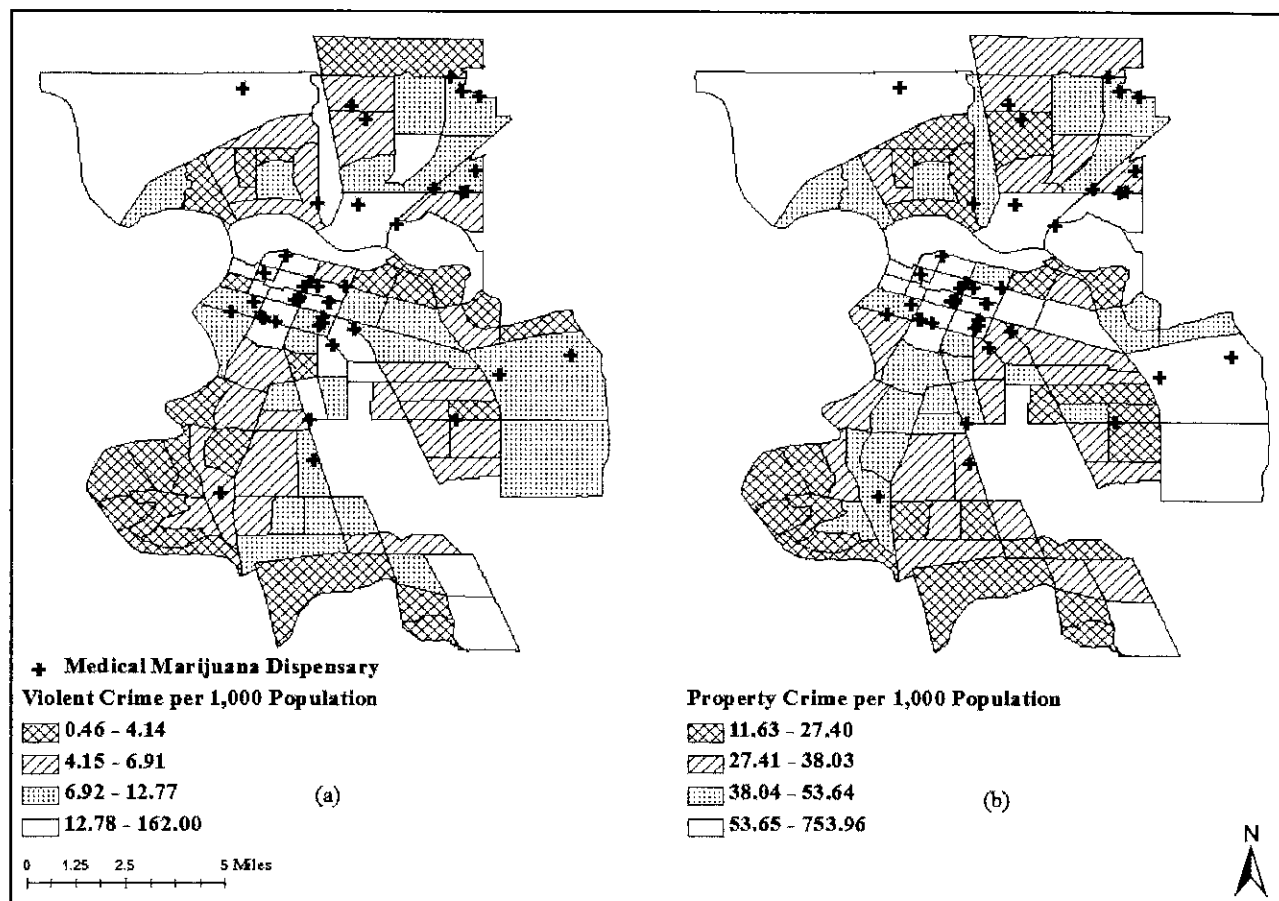 Medical Marijuana Dispensary
Violent Crime per 1,000 Population
0.46 - 4.14
4.15 - 6.91
6.92 - 12.77
12.78 - 162.00
(a)
0 1.25 2.5 5 Miles
Property Crime per 1,000 Population
11.63 - 27.40
27.41 - 38.03
38.04 - 53.64
53.65 - 753.96
(b)
N